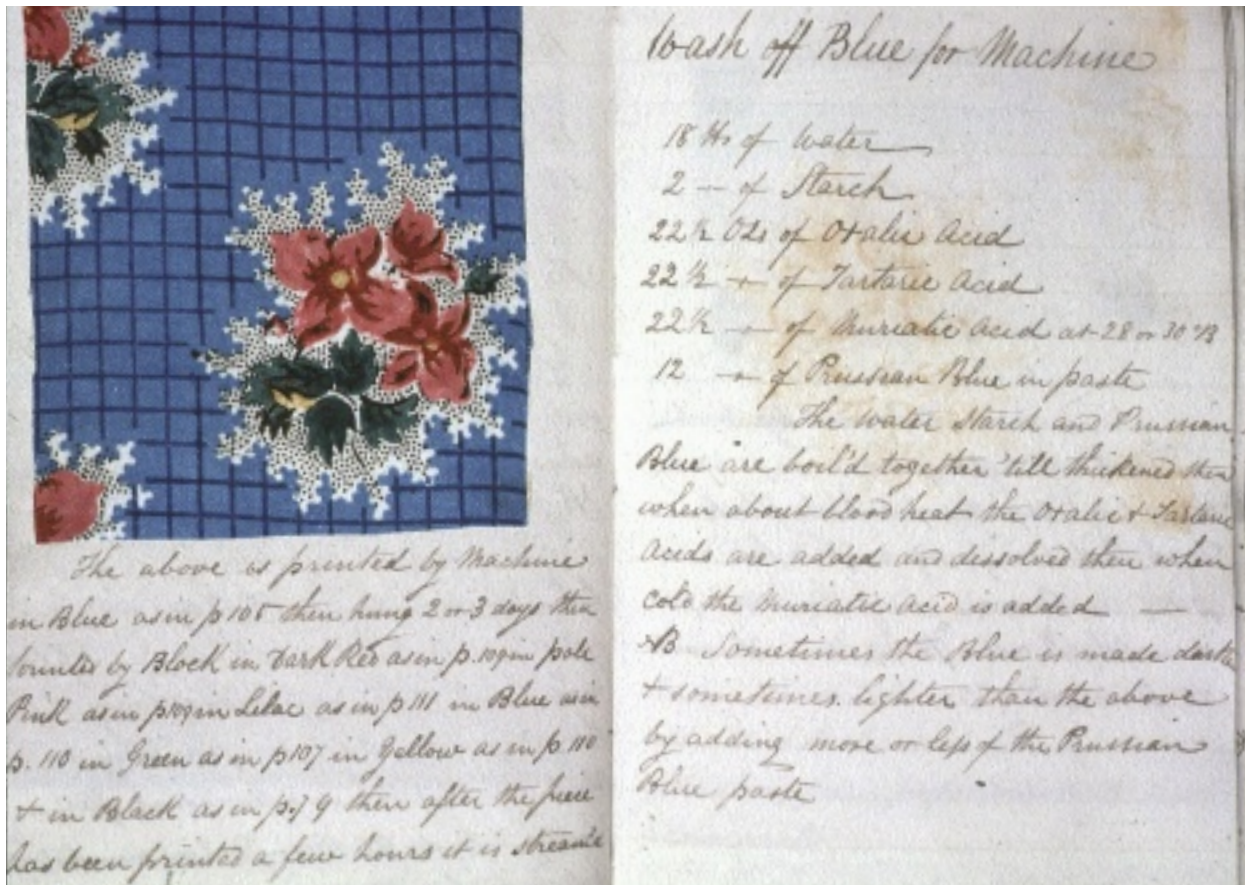 The above is printed by Machine
in Blue as in p 105 then hung 2 or 3 days then
printed by Block in Dark Red as in p. 109 in pale
Pink as in p109 in Lilac as in p 111 in Blue as in
p. 110 in Green as in p107 in Yellow as in p. 110
& in Black as in p.79 then after the piece
has been printed a few hours it is stream'd
Wash off Blue for Machine
18 lbs of Water
2 - of Starch
22½ Ozs of Oxalic Acid
22½ - of Tartaric Acid
22½ - of Muriatic Acid at 28 or 30 °B
12 - of Prussian Blue in paste
The Water Starch and Prussian
Blue are boil'd together 'till thickened then
when about blood heat the Oxalic & Tartaric
Acids are added and dissolved then when
cold the Muriatic Acid is added —
NB Sometimes the Blue is made darker
& sometimes lighter than the above
by adding more or less of the Prussian
Blue paste